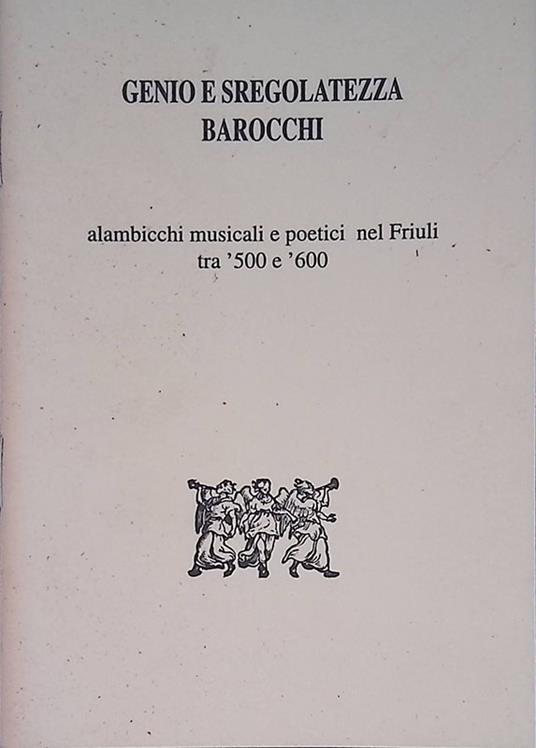 GENIO E SREGOLATEZZA
BAROCCHI
alambicchi musicali e poetici nel Friuli
tra ’500 e ’600